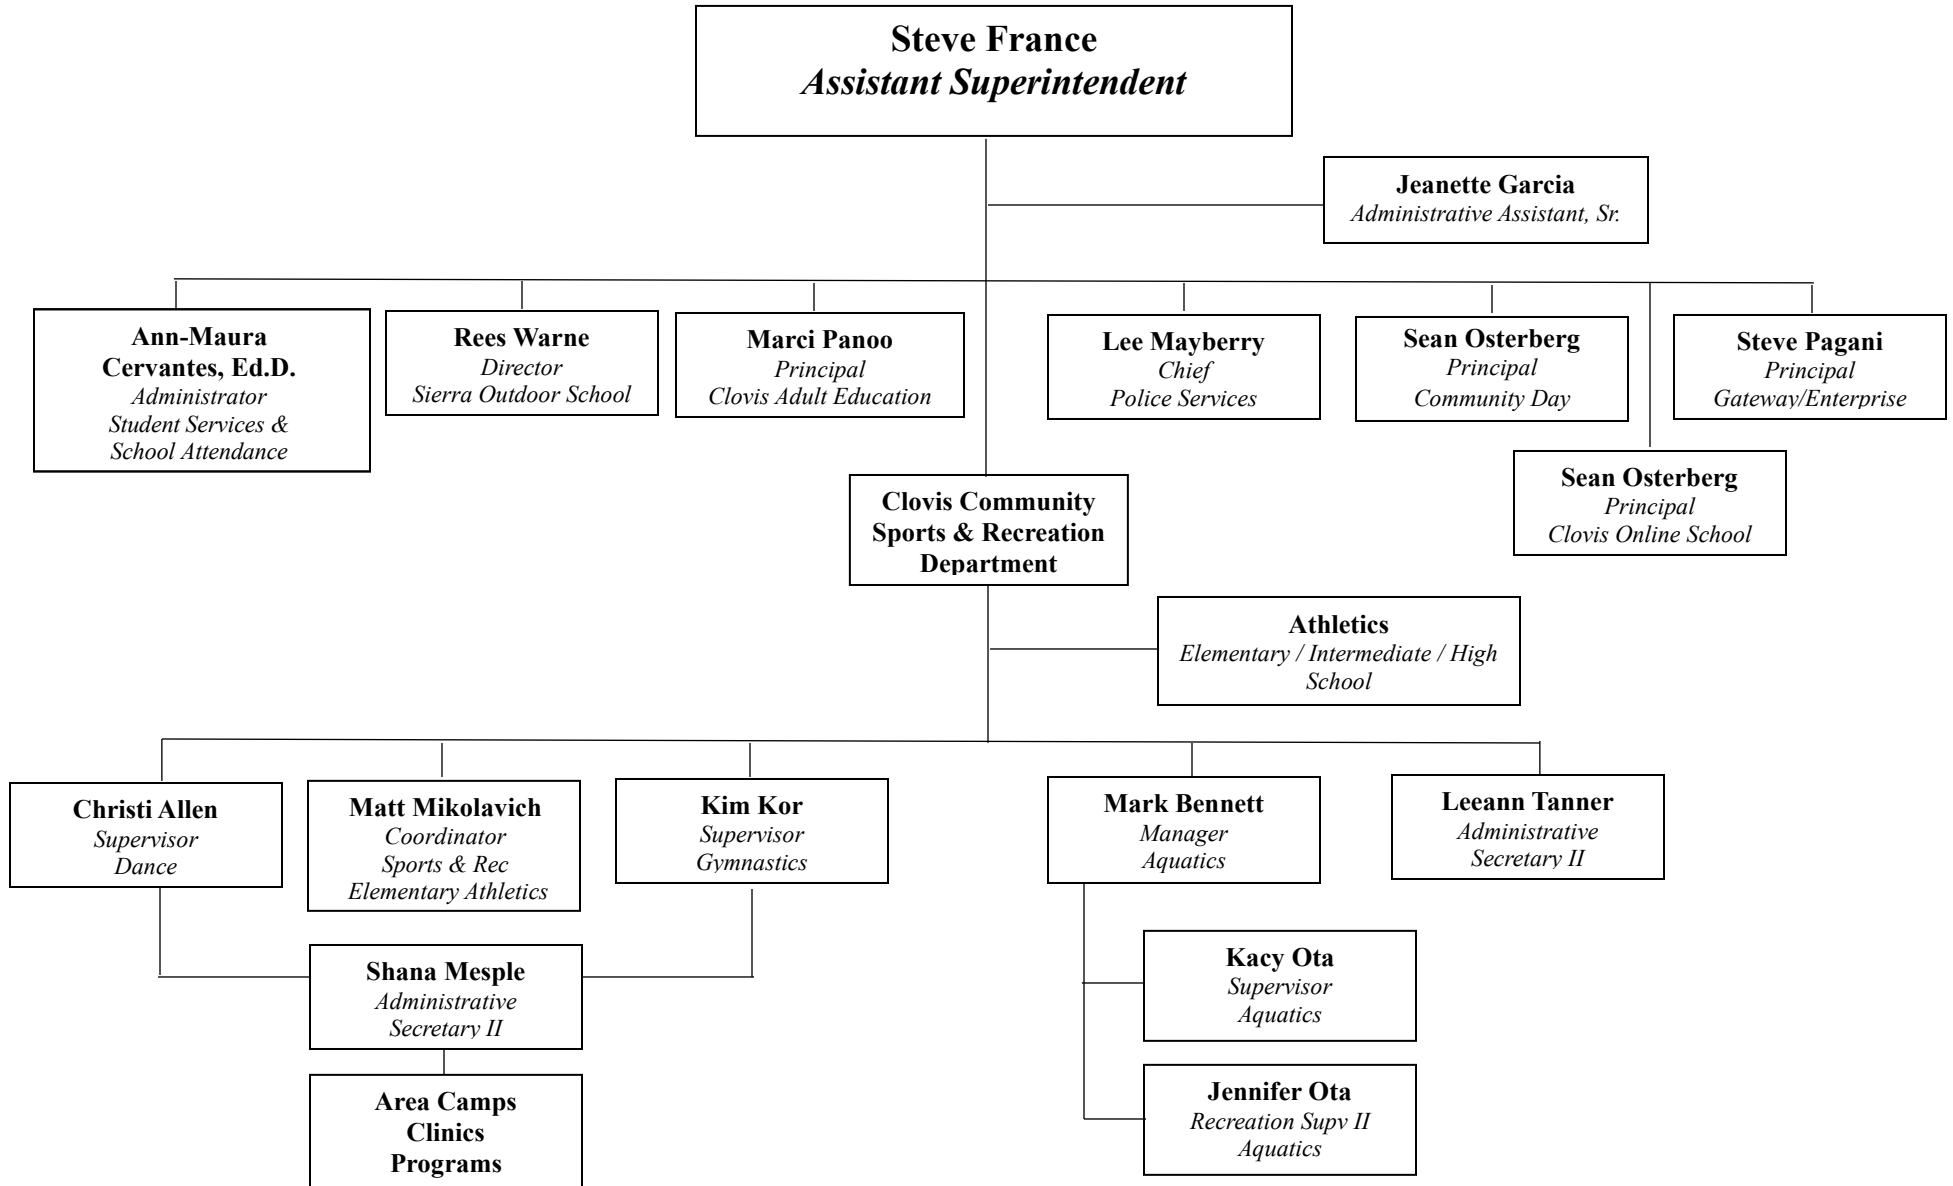 Steve France
Assistant Superintendent
Jeanette Garcia
Administrative Assistant, Sr.
Ann-Maura
Cervantes, Ed.D.
Administrator
Student Services &
School Attendance
Rees Warne
Director
Sierra Outdoor School
Marci Panoo
Principal
Clovis Adult Education
Lee Mayberry
Chief
Police Services
Sean Osterberg
Principal
Community Day
Steve Pagani
Principal
Gateway/Enterprise
Sean Osterberg
Principal
Clovis Online School
Clovis Community
Sports & Recreation
Department
Athletics
Elementary / Intermediate / High
School
Christi Allen
Supervisor
Dance
Matt Mikolavich
Coordinator
Sports & Rec
Elementary Athletics
Kim Kor
Supervisor
Gymnastics
Mark Bennett
Manager
Aquatics
Leeann Tanner
Administrative
Secretary II
Shana Mesple
Administrative
Secretary II
Kacy Ota
Supervisor
Aquatics
Area Camps
Clinics
Programs
Jennifer Ota
Recreation Supv II
Aquatics